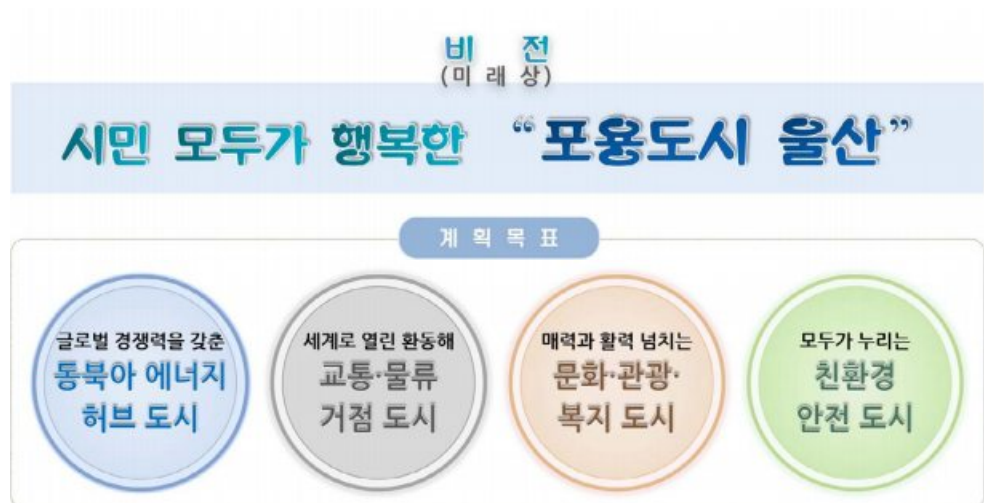 비 전
(미 래 상)
시민 모두가 행복한 “포용도시 울산”
계 획 목 표
글로벌 경쟁력을 갖춘
동북아 에너지
허브 도시
세계로 열린 환동해
교통·물류
거점 도시
매력과 활력 넘치는
문화·관광·
복지 도시
모두가 누리는
친환경
안전 도시